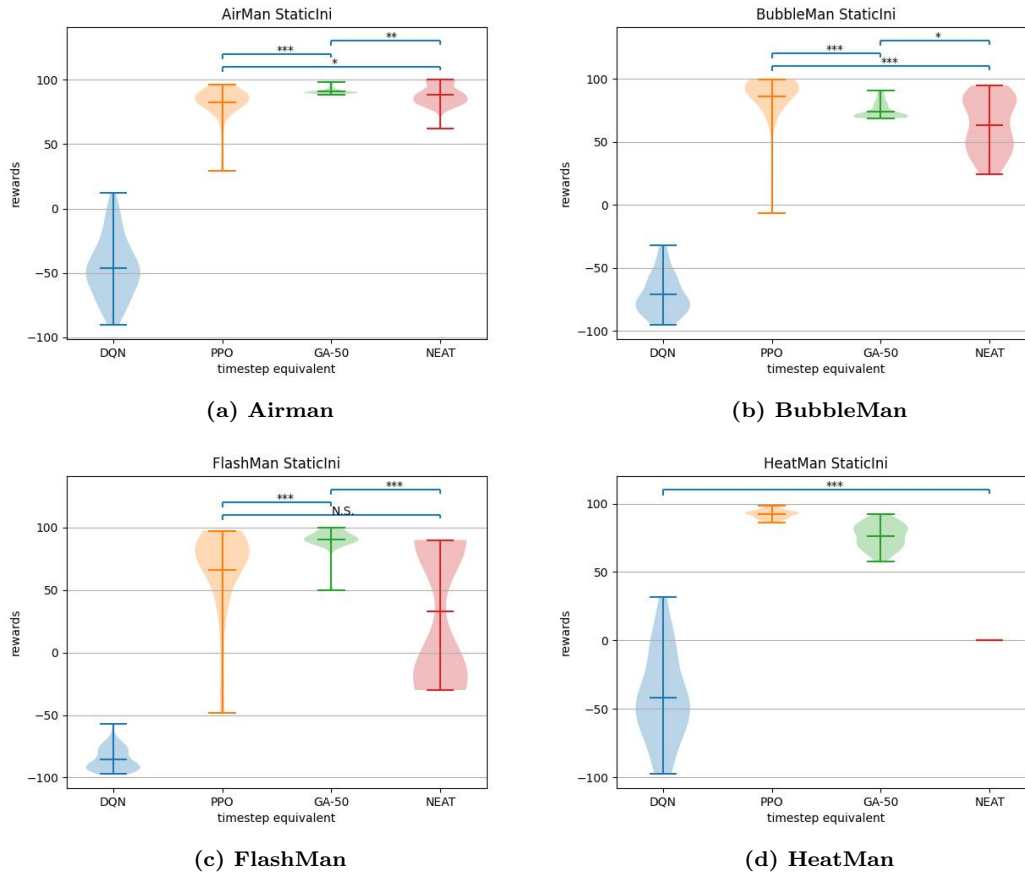 AirMan StaticIni
**
***
*
100
50
0
−50
−100
rewards
DQN
PPO
GA-50
NEAT
timestep equivalent
(a) Airman
BubbleMan StaticIni
*
***
***
100
50
0
−50
−100
rewards
DQN
PPO
GA-50
NEAT
timestep equivalent
(b) BubbleMan
FlashMan StaticIni
***
***
N.S.
100
50
0
−50
−100
rewards
DQN
PPO
GA-50
NEAT
timestep equivalent
(c) FlashMan
HeatMan StaticIni
***
100
50
0
−50
−100
rewards
DQN
PPO
GA-50
NEAT
timestep equivalent
(d) HeatMan